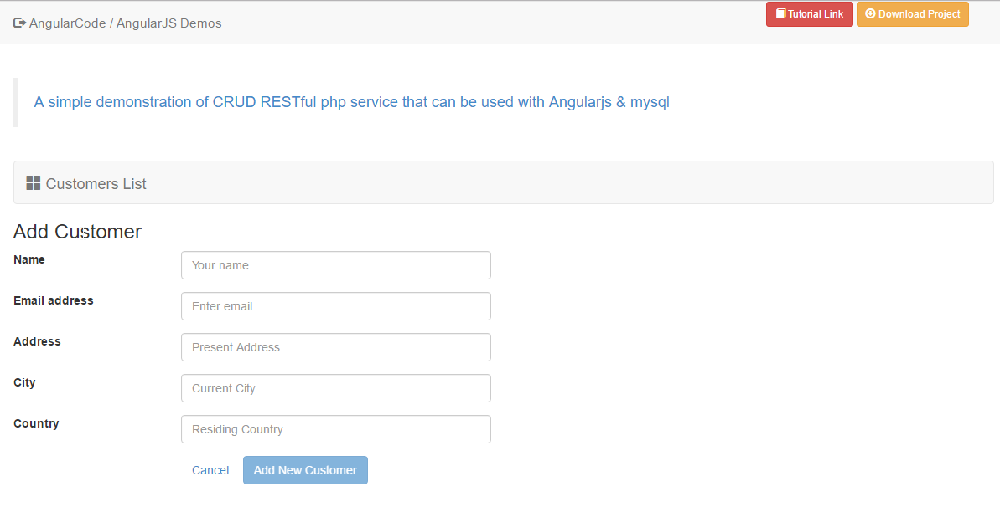 AngularCode / AngularJS Demos
Tutorial Link
Download Project
A simple demonstration of CRUD RESTful php service that can be used with Angularjs & mysql
Customers List
Add Customer
Name
Your name
Email address
Enter email
Address
Present Address
City
Current City
Country
Residing Country
Cancel
Add New Customer